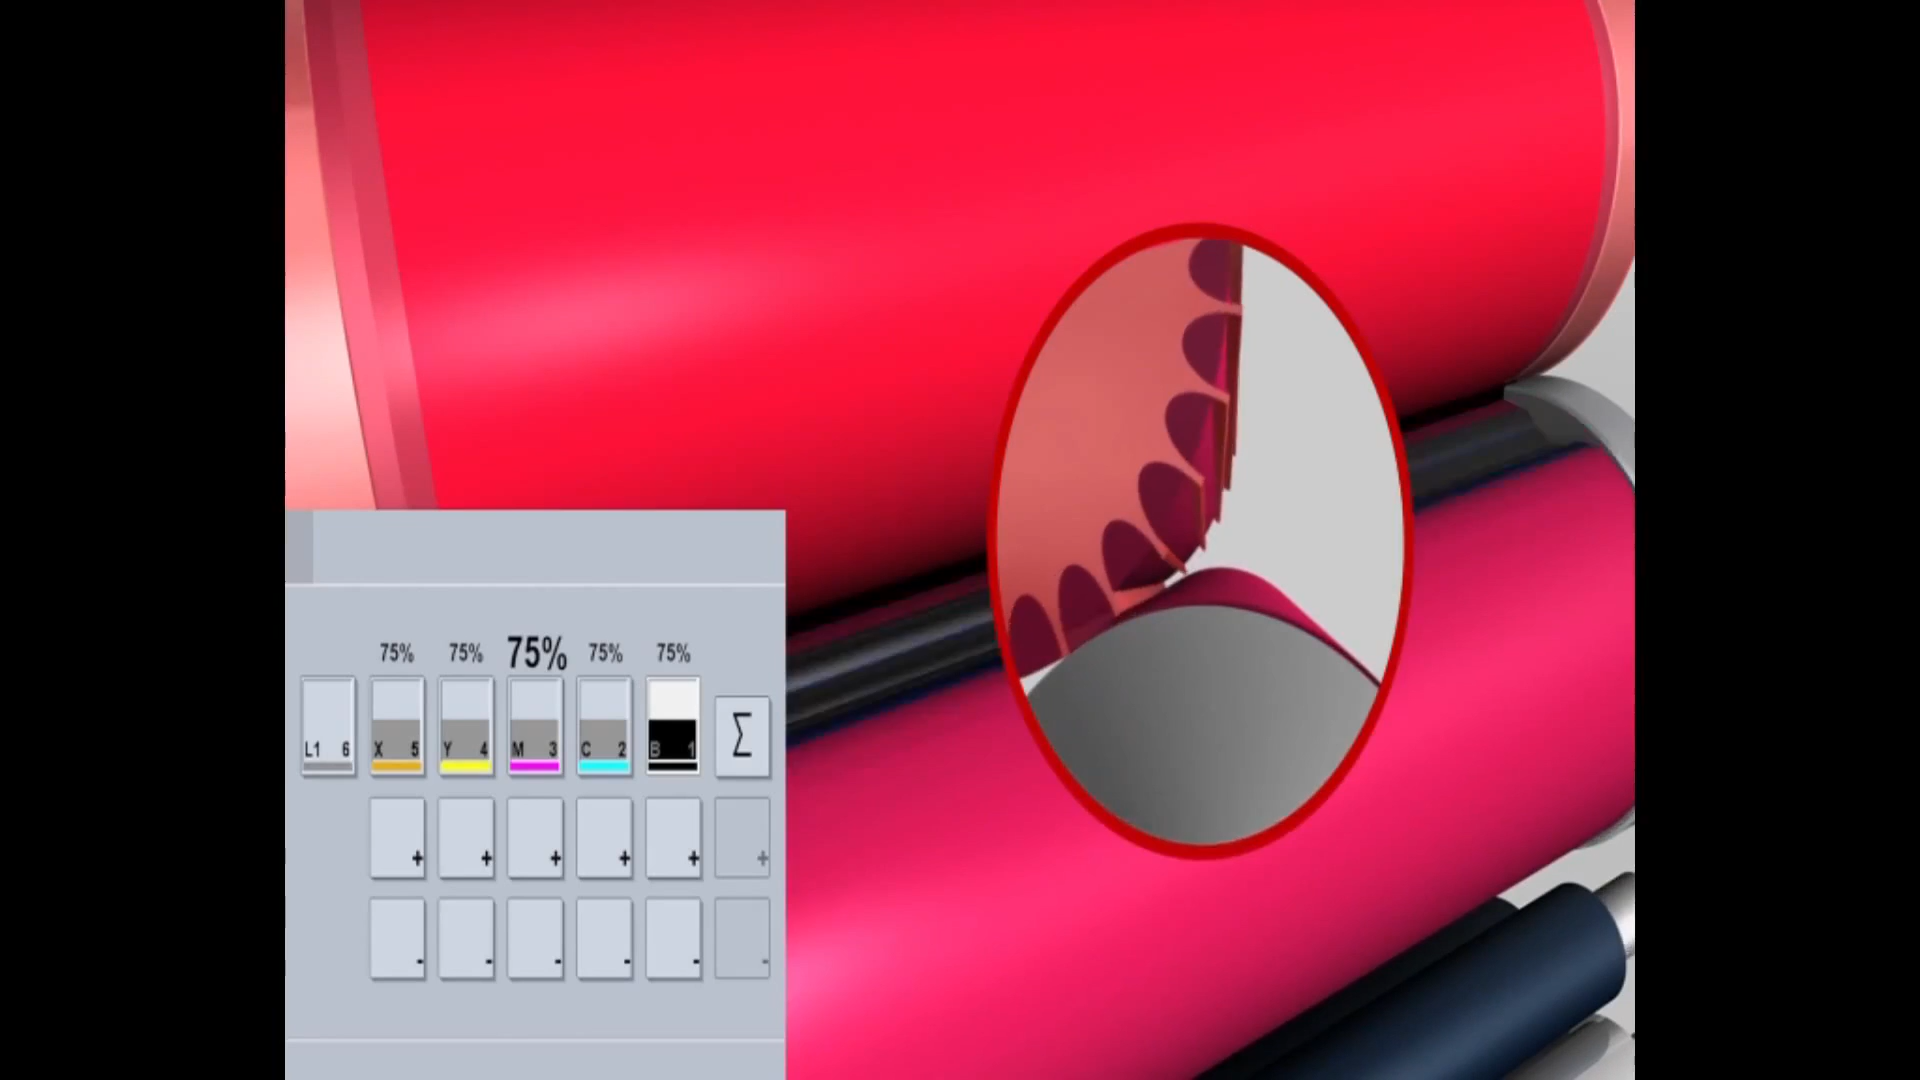 75% 75% 75% 75% 75%
L1 6 X 5 Y 4 M 3 C 2 B 1 Σ
+ + + + + +
- - - - - -